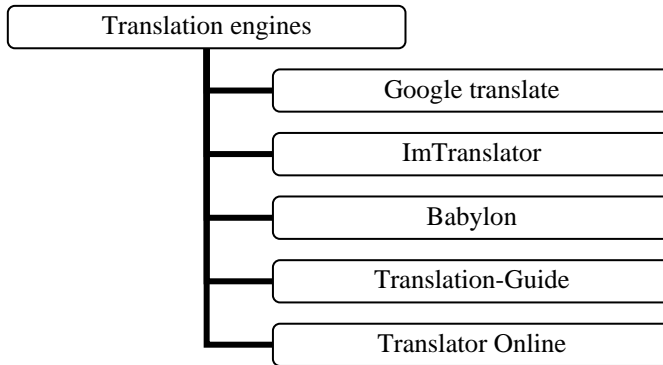 Translation engines
Google translate
ImTranslator
Babylon
Translation-Guide
Translator Online